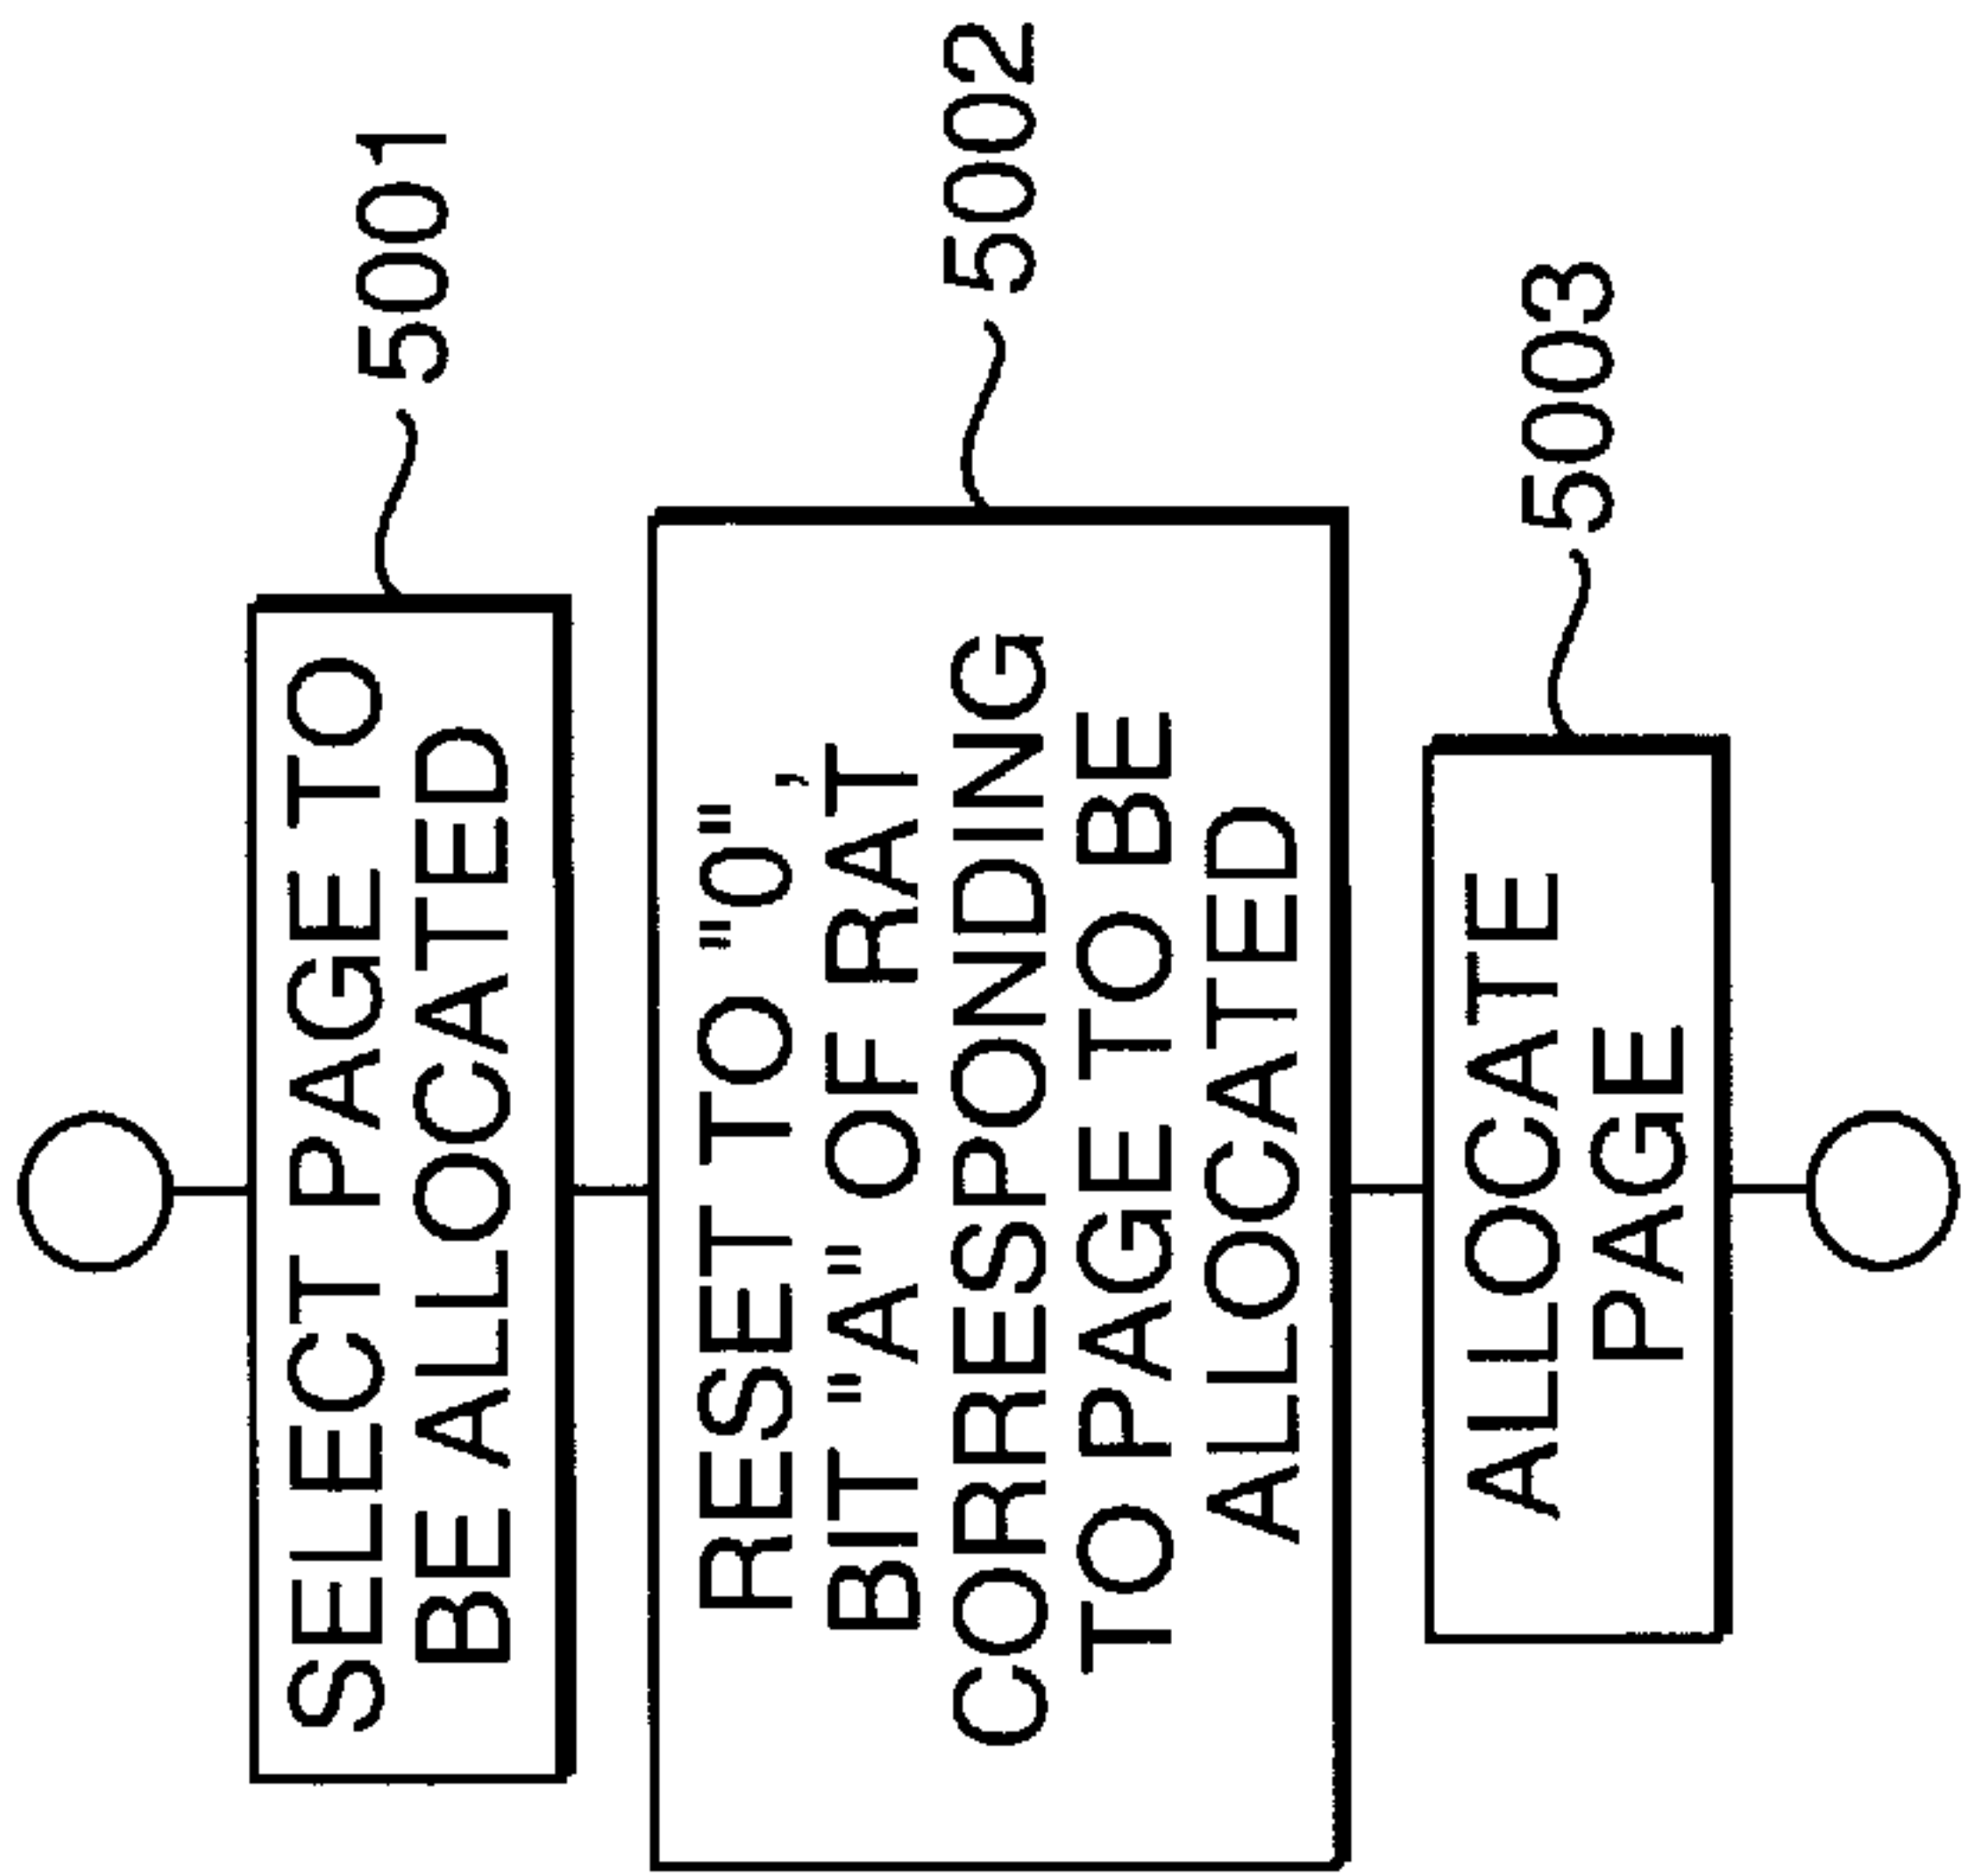 SELECT PAGE TO
BE ALLOCATED
5001
RESET TO "0",
BIT "A" OF RAT
CORRESPONDING
TO PAGE TO BE
ALLOCATED
5002
ALLOCATE
PAGE
5003